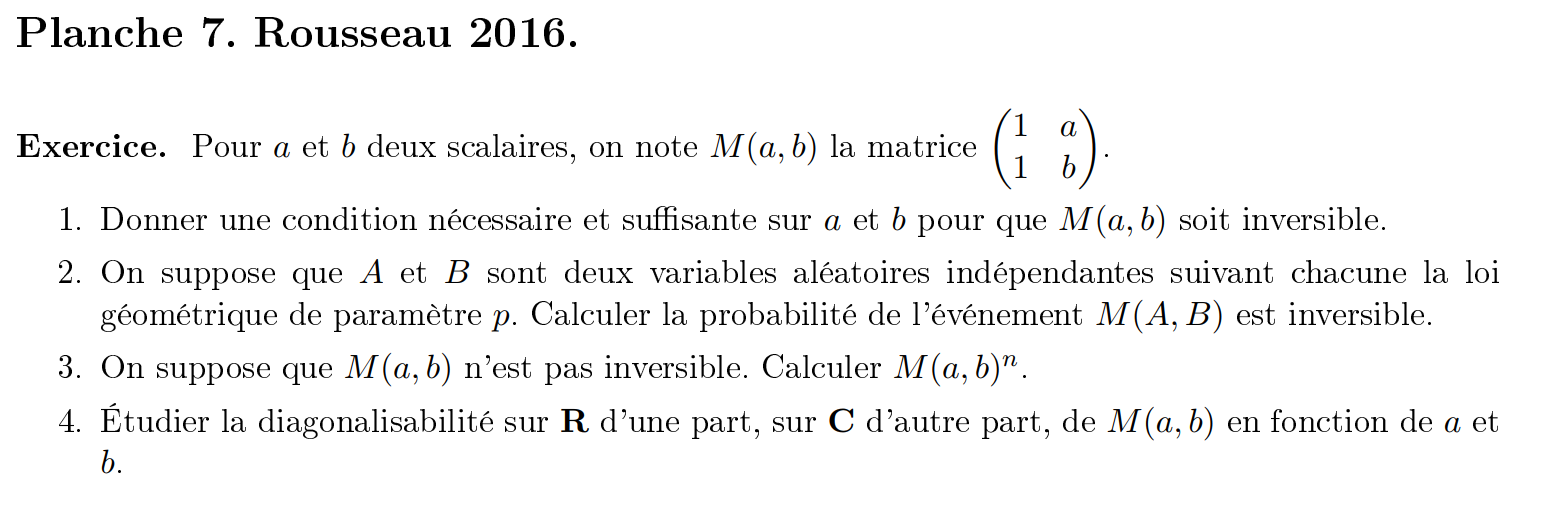 Planche 7. Rousseau 2016.
Exercice. Pour a et b deux scalaires, on note M(a, b) la matrice \begin{pmatrix} 1 & a \\ 1 & b \end{pmatrix}.
1. Donner une condition nécessaire et suffisante sur a et b pour que M(a, b) soit inversible.
2. On suppose que A et B sont deux variables aléatoires indépendantes suivant chacune la loi
géométrique de paramètre p. Calculer la probabilité de l'événement M(A, B) est inversible.
3. On suppose que M(a, b) n'est pas inversible. Calculer M(a, b)^n.
4. Étudier la diagonalisabilité sur R d'une part, sur C d'autre part, de M(a, b) en fonction de a et
b.